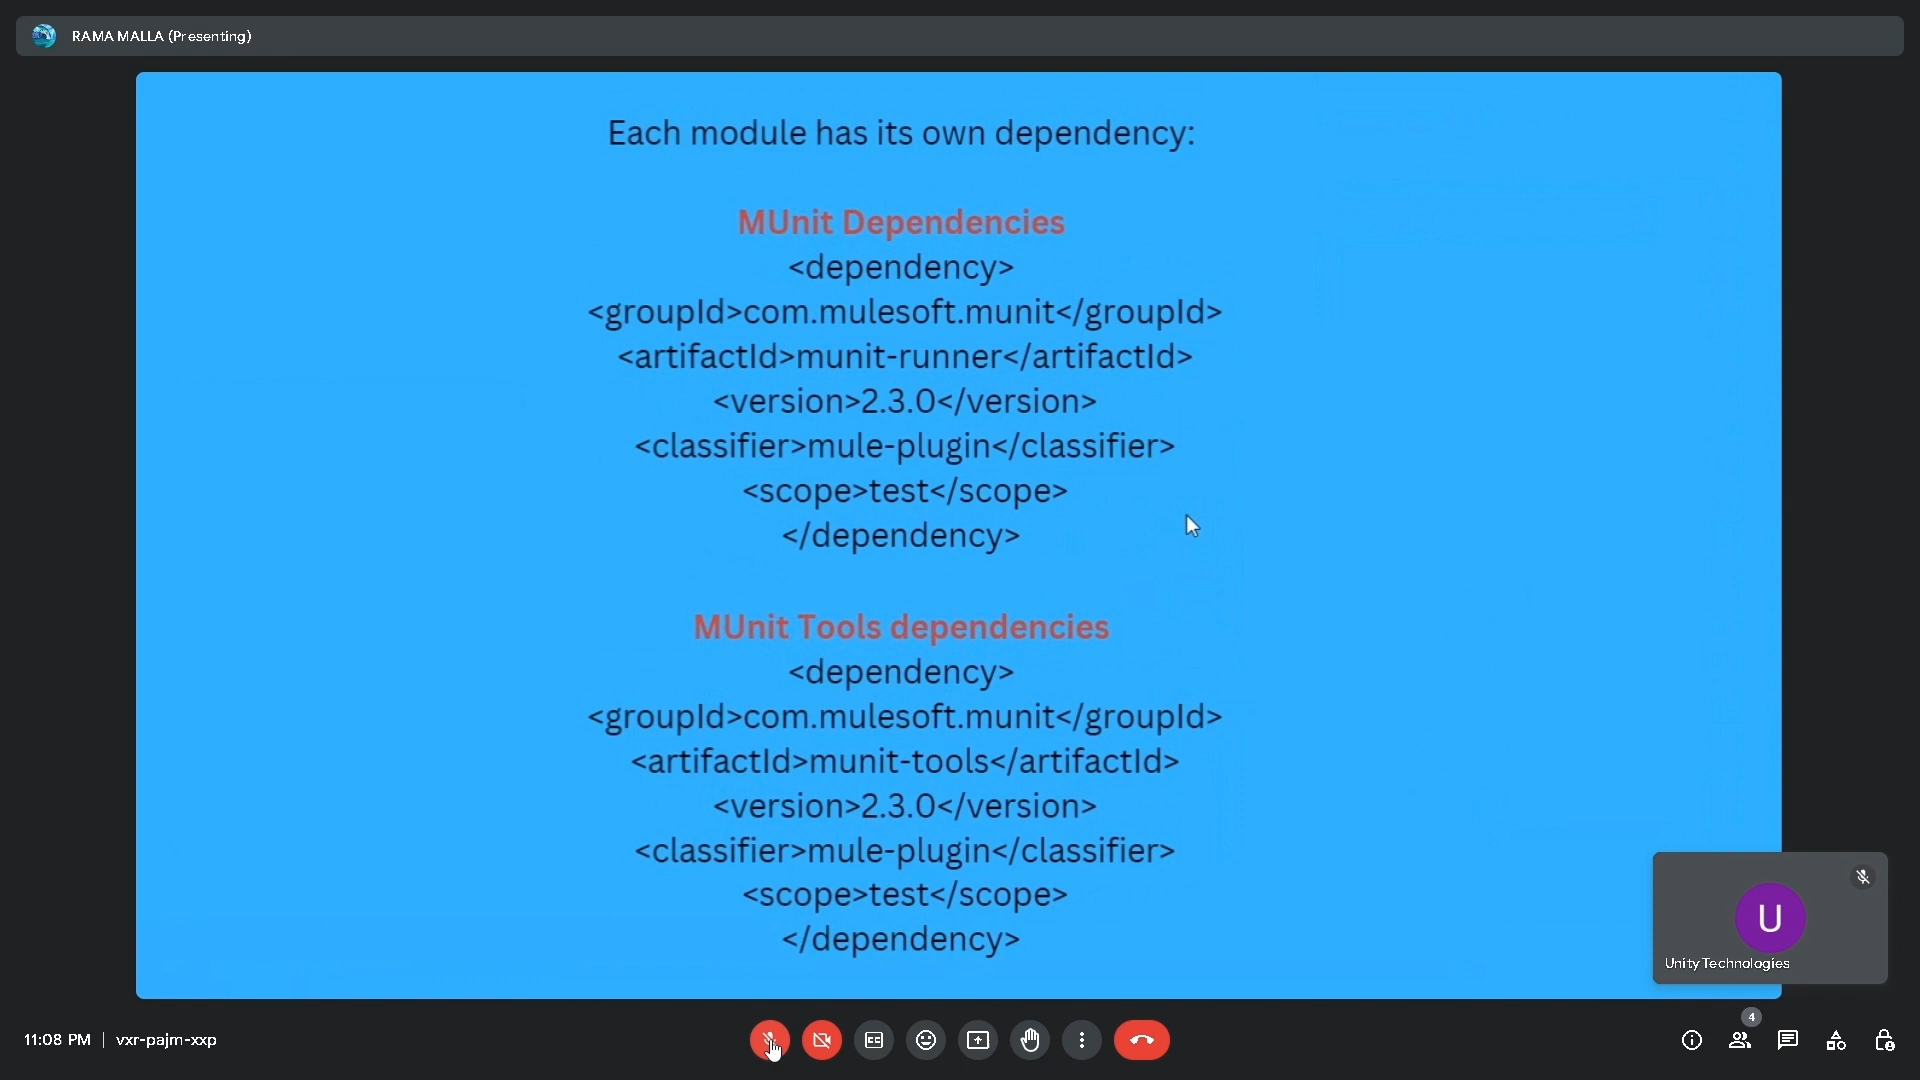 RAMA MALLA (Presenting)
Each module has its own dependency:
MUnit Dependencies
<dependency>
<groupId>com.mulesoft.munit</groupId>
<artifactId>munit-runner</artifactId>
<version>2.3.0</version>
<classifier>mule-plugin</classifier>
<scope>test</scope>
</dependency>
MUnit Tools dependencies
<dependency>
<groupId>com.mulesoft.munit</groupId>
<artifactId>munit-tools</artifactId>
<version>2.3.0</version>
<classifier>mule-plugin</classifier>
<scope>test</scope>
</dependency>
U
Unity Technologies
11:08 PM | vxr-pajm-xxp
4